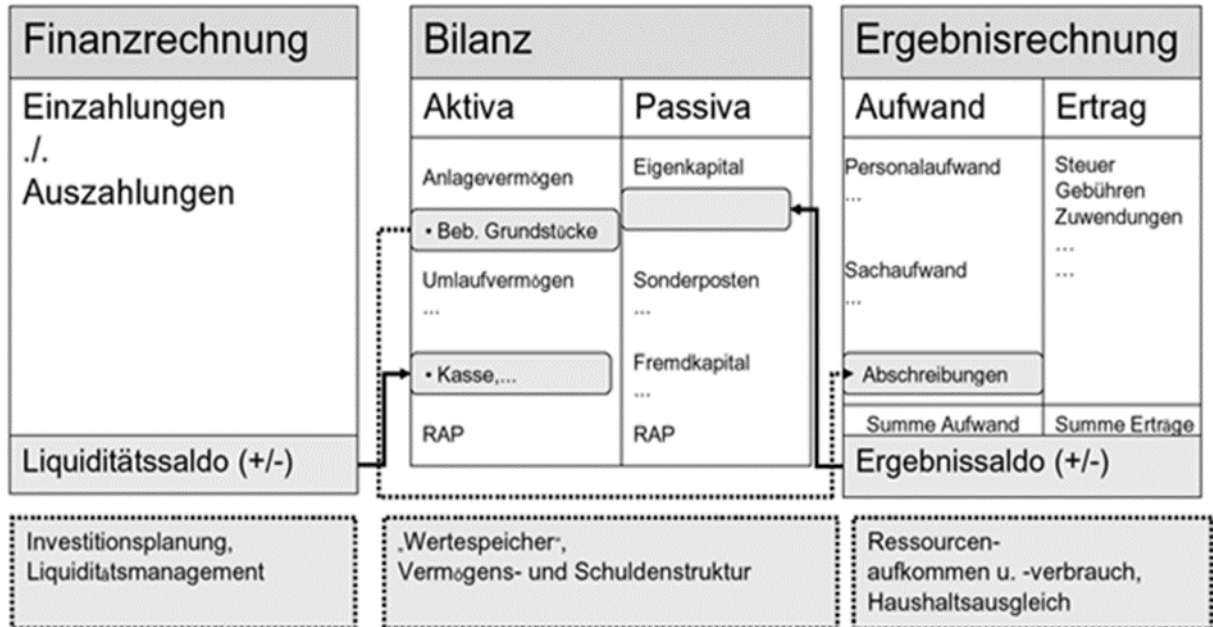 Finanzrechnung
Einzahlungen
./.
Auszahlungen
Liquiditätssaldo (+/-)
Investitionsplanung,
Liquiditätsmanagement
Bilanz
Aktiva
Anlagevermögen
• Beb. Grundstücke
Umlaufvermögen
...
• Kasse,...
RAP
Passiva
Eigenkapital
Sonderposten
...
Fremdkapital
...
RAP
„Wertespeicher“,
Vermögens- und Schuldenstruktur
Ergebnisrechnung
Aufwand
Personalaufwand
...
Sachaufwand
...
Abschreibungen
Summe Aufwand
Ertrag
Steuer
Gebühren
Zuwendungen
...
...
Summe Erträge
Ergebnissaldo (+/-)
Ressourcen-
aufkommen u. -verbrauch,
Haushaltsausgleich